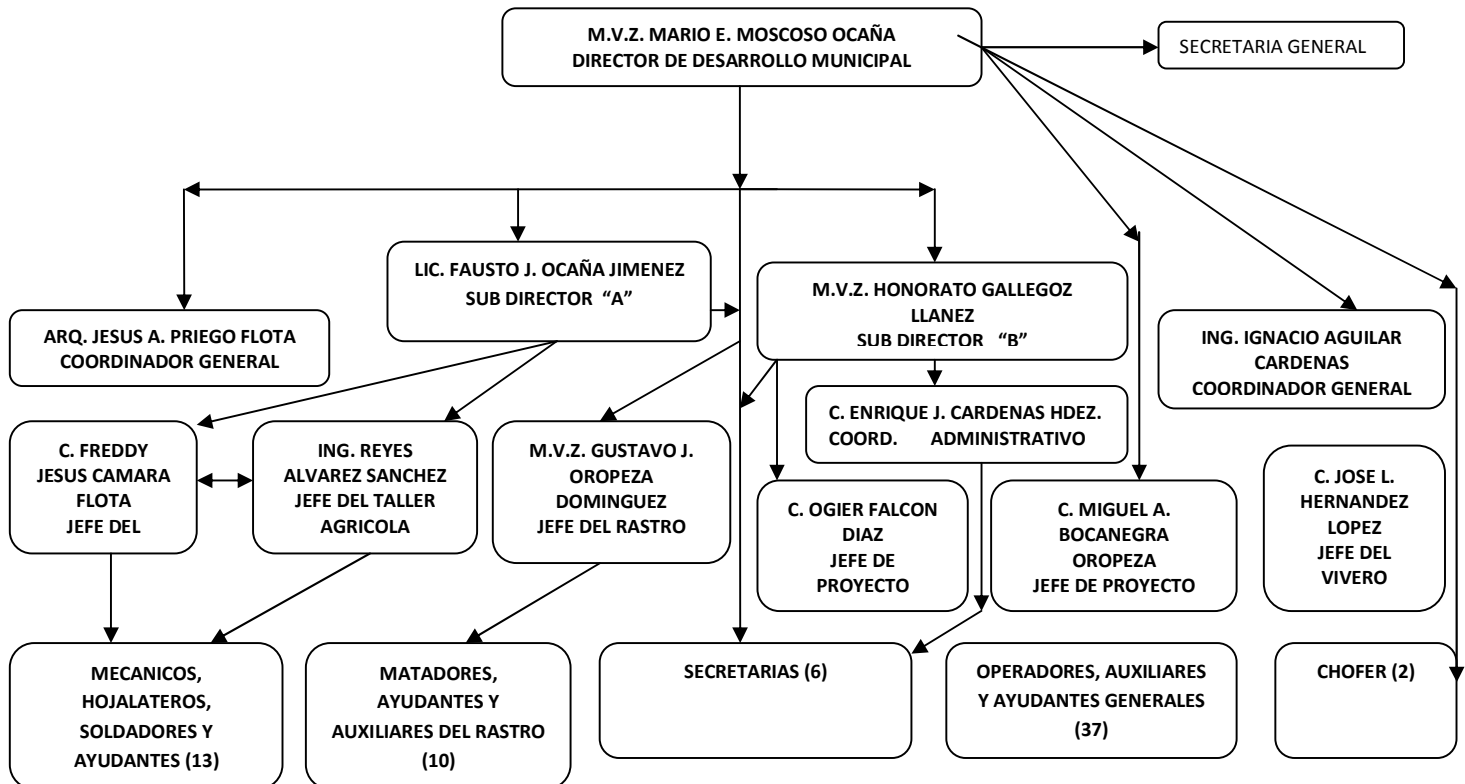 M.V.Z. MARIO E. MOSCOSO OCAÑA
DIRECTOR DE DESARROLLO MUNICIPAL
SECRETARIA GENERAL
LIC. FAUSTO J. OCAÑA JIMENEZ
SUB DIRECTOR “A”
M.V.Z. HONORATO GALLEGOZ
LLANEZ
SUB DIRECTOR “B”
ARQ. JESUS A. PRIEGO FLOTA
COORDINADOR GENERAL
ING. IGNACIO AGUILAR
CARDENAS
COORDINADOR GENERAL
C. ENRIQUE J. CARDENAS HDEZ.
COORD. ADMINISTRATIVO
C. FREDDY
JESUS CAMARA
FLOTA
JEFE DEL
ING. REYES
ALVAREZ SANCHEZ
JEFE DEL TALLER
AGRICOLA
M.V.Z. GUSTAVO J.
OROPEZA
DOMINGUEZ
JEFE DEL RASTRO
C. OGIER FALCON
DIAZ
JEFE DE
PROYECTO
C. MIGUEL A.
BOCANEGRA
OROPEZA
JEFE DE PROYECTO
C. JOSE L.
HERNANDEZ
LOPEZ
JEFE DEL
VIVERO
MECANICOS,
HOJALATEROS,
SOLDADORES Y
AYUDANTES (13)
MATADORES,
AYUDANTES Y
AUXILIARES DEL RASTRO
(10)
SECRETARIAS (6)
OPERADORES, AUXILIARES
Y AYUDANTES GENERALES
(37)
CHOFER (2)